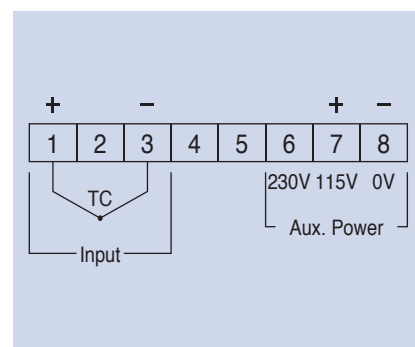 + − + −
1 2 3 4 5 6 7 8
230V 115V 0V
TC
Aux. Power
Input